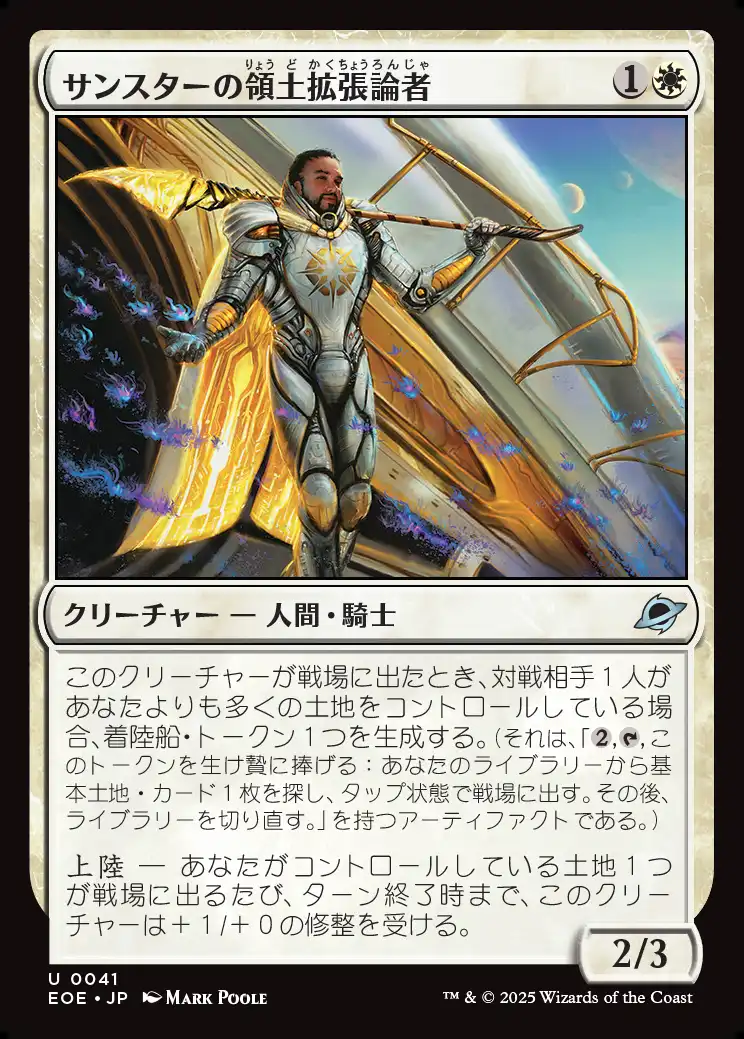 りょうどかくちょうろんじゃ
サンスターの領土拡張論者 1
クリーチャー — 人間・騎士
このクリーチャーが戦場に出たとき、対戦相手1人が
あなたよりも多くの土地をコントロールしている場
合、着陸船・トークン1つを生成する。(それは、「2,,こ
のトークンを生け贄に捧げる：あなたのライブラリーから基
本土地・カード1枚を探し、タップ状態で戦場に出す。その後、
ライブラリーを切り直す。」を持つアーティファクトである。)
上陸 — あなたがコントロールしている土地1つ
が戦場に出るたび、ターン終了時まで、このクリー
チャーは＋1/＋0の修整を受ける。
2/3
U 0041
EOE • JP MARK POOLE
™ & © 2025 Wizards of the Coast